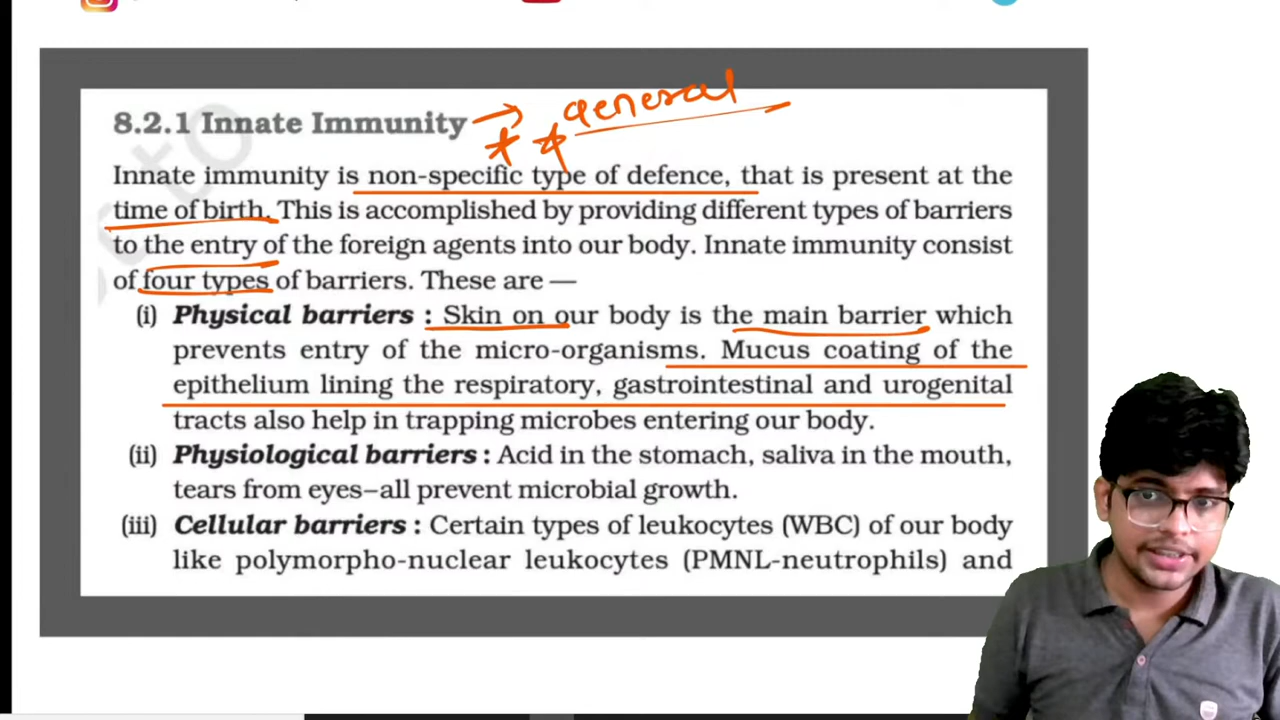 general
8.2.1 Innate Immunity
Innate immunity is non-specific type of defence, that is present at the
time of birth. This is accomplished by providing different types of barriers
to the entry of the foreign agents into our body. Innate immunity consist
of four types of barriers. These are —
(i) Physical barriers : Skin on our body is the main barrier which
prevents entry of the micro-organisms. Mucus coating of the
epithelium lining the respiratory, gastrointestinal and urogenital
tracts also help in trapping microbes entering our body.
(ii) Physiological barriers : Acid in the stomach, saliva in the mouth,
tears from eyes–all prevent microbial growth.
(iii) Cellular barriers : Certain types of leukocytes (WBC) of our body
like polymorpho-nuclear leukocytes (PMNL-neutrophils) and